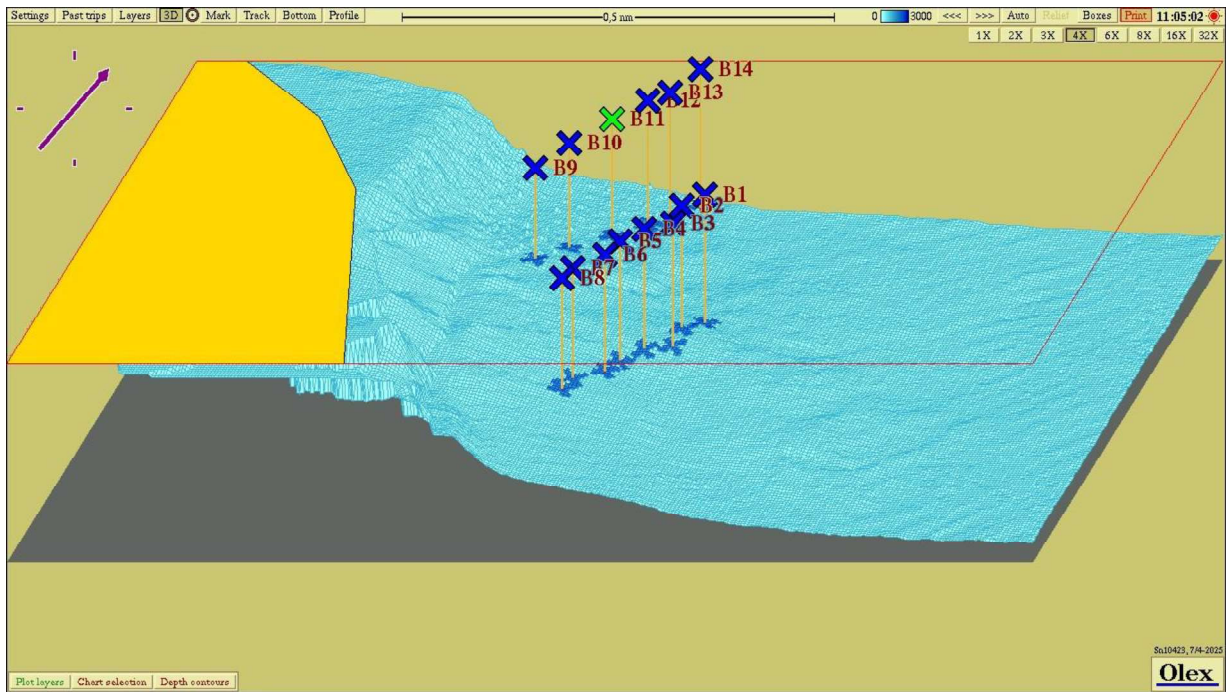 Settings Past trips Layers 3D Mark Track Bottom Profile 0,5 nm 0 3000 <<< >>> Auto Relief Boxes Print 11:05:02
1X 2X 3X 4X 6X 8X 16X 32X
B14
B13
B12
B11
B10
B9
B1
B2
B3
B4
B5
B6
B7
B8
Sn10423, 7/4-2025
Olex
Plot layers Chart selection Depth contours